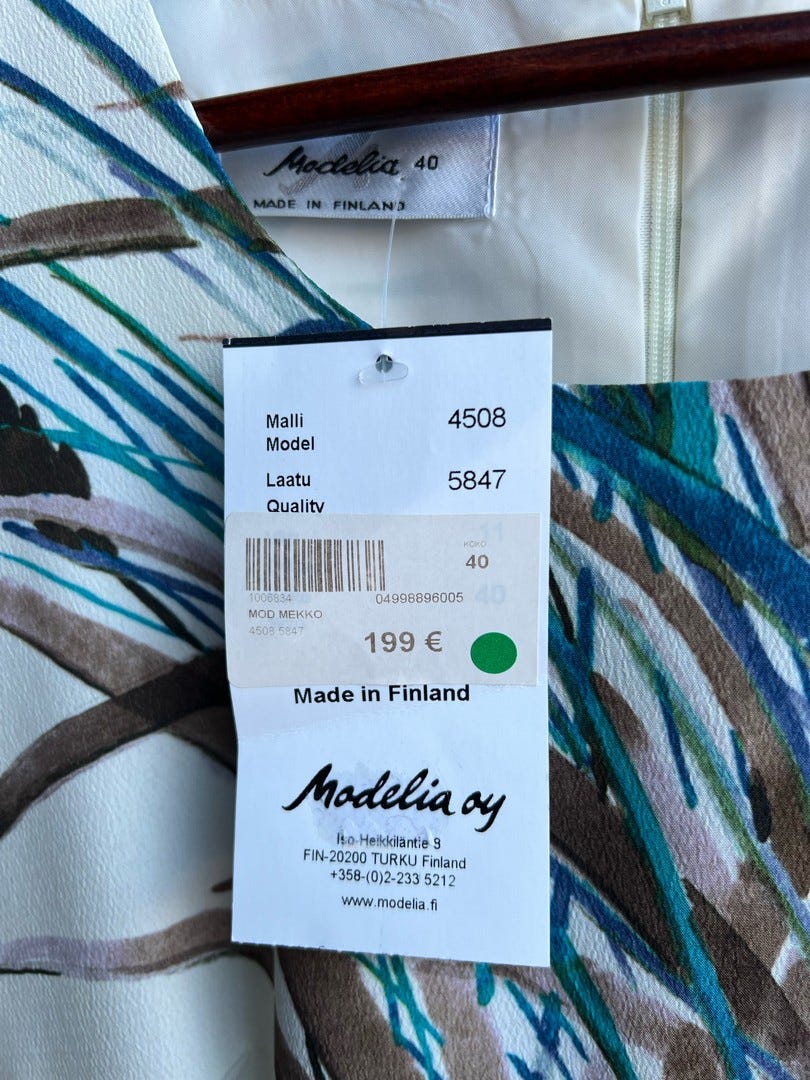 Modelia 40
MADE IN FINLAND
Malli 4508
Model
Laatu 5847
Quality
KOKO
40
1006834 04998896005 40
MOD MEKKO
4508 5847
199 €
Made in Finland
Modelia oy
Iso-Heikkiläntie 8
FIN-20200 TURKU Finland
+358-(0)2-233 5212
www.modelia.fi